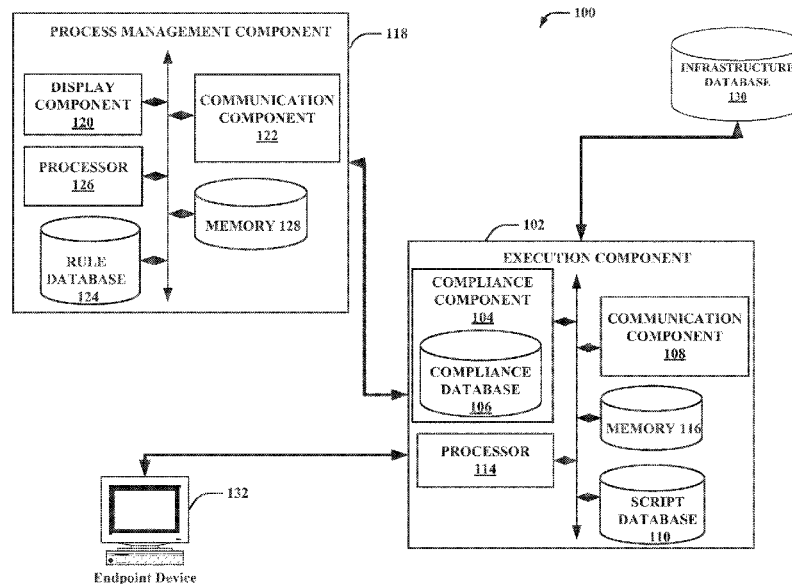 100
PROCESS MANAGEMENT COMPONENT
118
DISPLAY
COMPONENT
120
COMMUNICATION
COMPONENT
122
PROCESSOR
126
MEMORY 128
RULE
DATABASE
124
INFRASTRUCTURE
DATABASE
130
102
EXECUTION COMPONENT
COMPLIANCE
COMPONENT
104
COMPLIANCE
DATABASE
106
COMMUNICATION
COMPONENT
108
MEMORY 116
PROCESSOR
114
SCRIPT
DATABASE
110
132
Endpoint Device